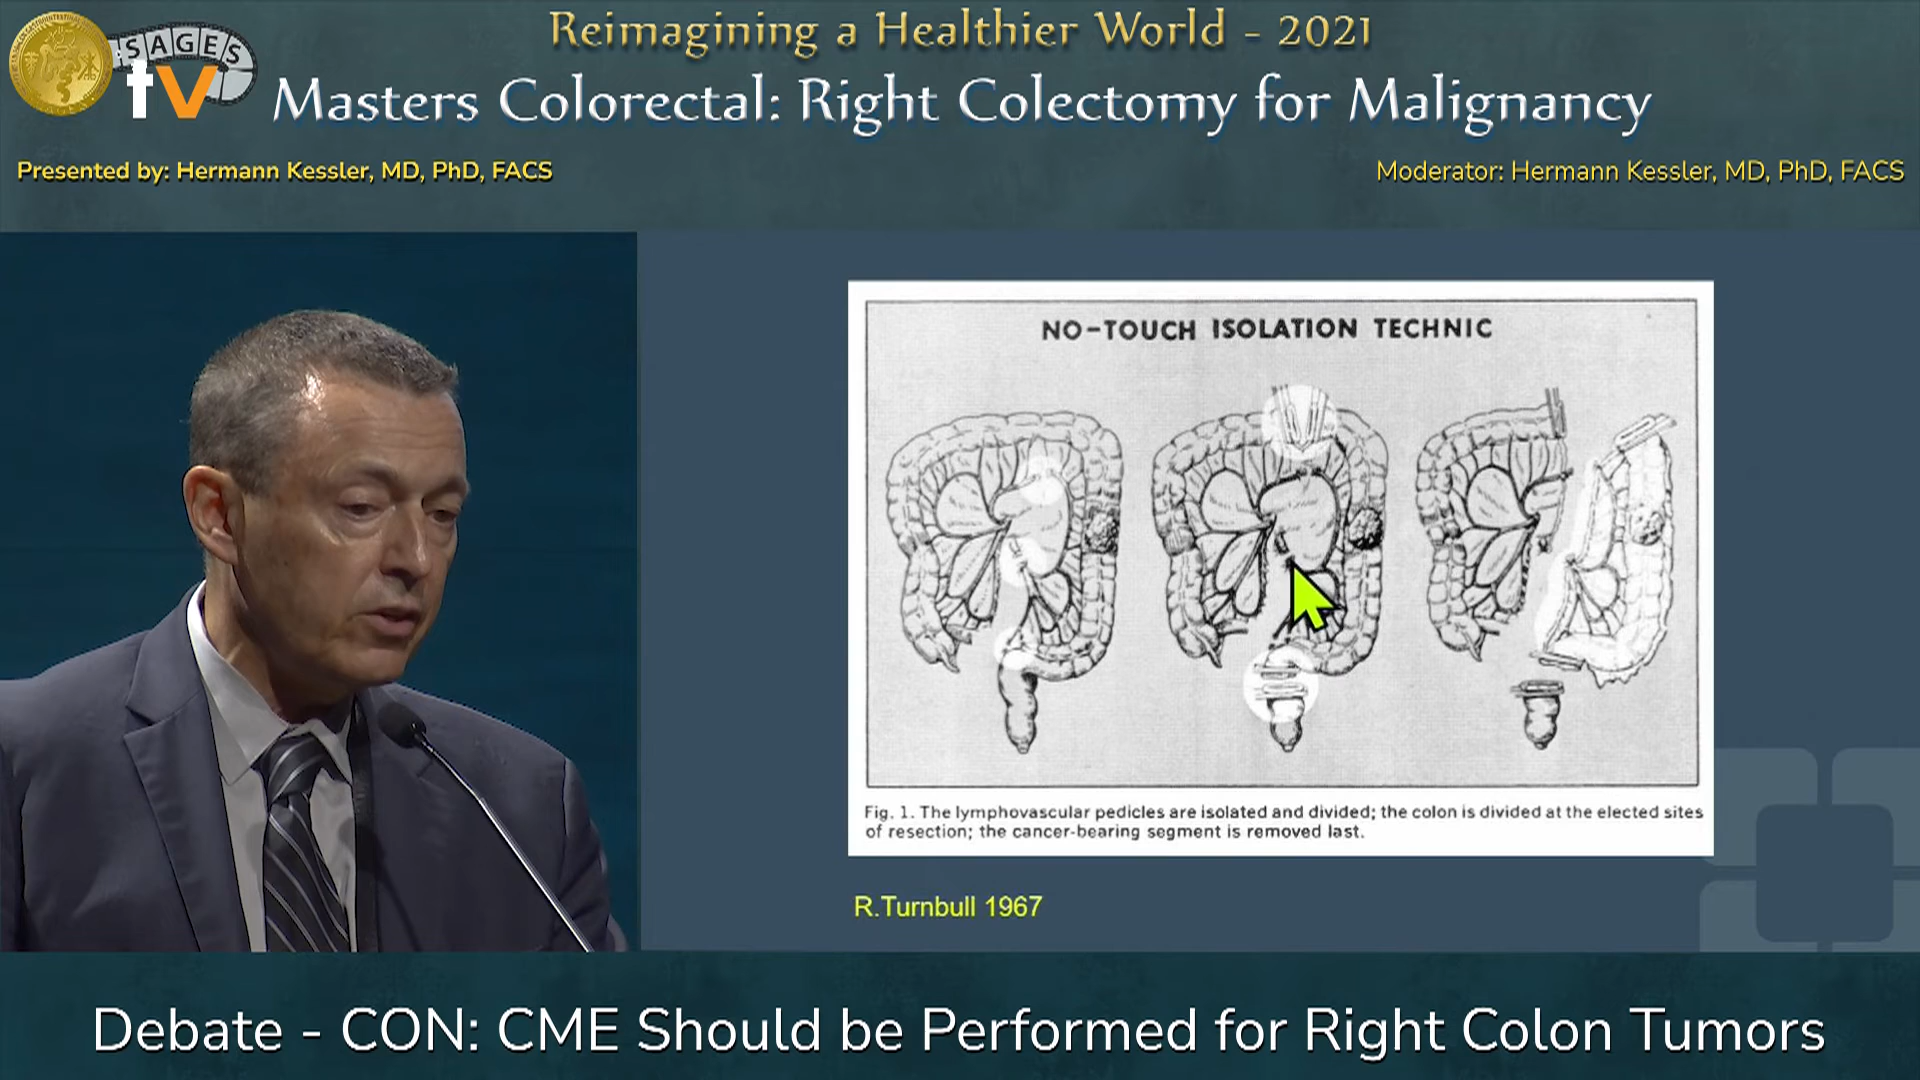 SAGES
tv
Reimagining a Healthier World - 2021
Masters Colorectal: Right Colectomy for Malignancy
Presented by: Hermann Kessler, MD, PhD, FACS
Moderator: Hermann Kessler, MD, PhD, FACS
NO-TOUCH ISOLATION TECHNIC
Fig. 1. The lymphovascular pedicles are isolated and divided; the colon is divided at the elected sites
of resection; the cancer-bearing segment is removed last.
R.Turnbull 1967
Debate - CON: CME Should be Performed for Right Colon Tumors